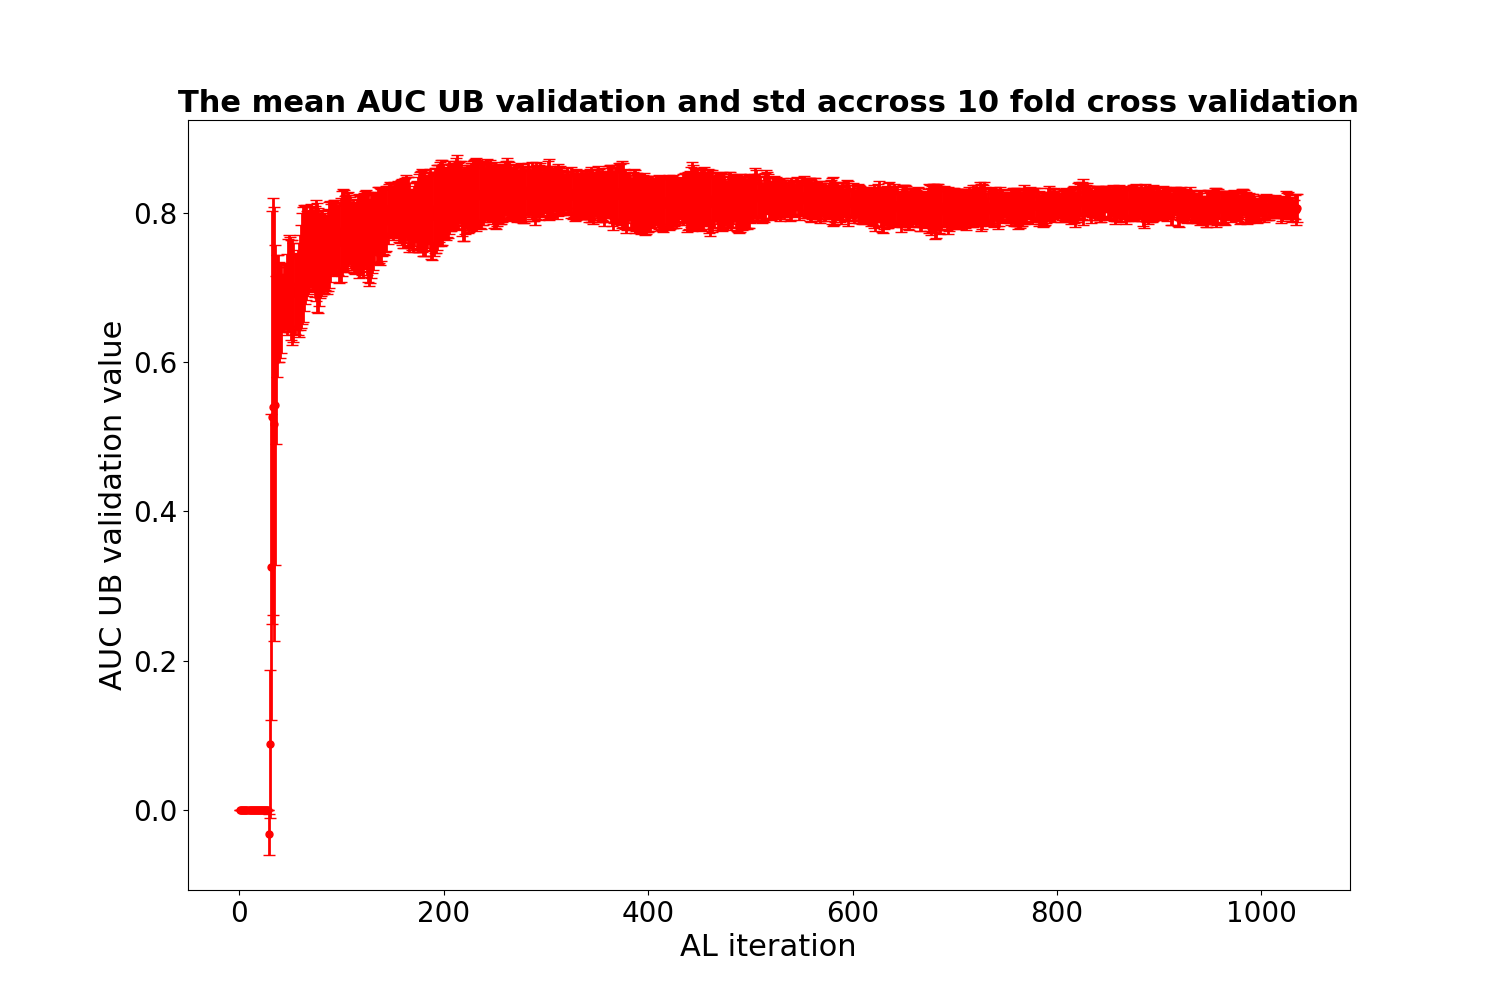 The mean AUC UB validation and std accross 10 fold cross validation
AUC UB validation value
0.8
0.6
0.4
0.2
0.0
0 200 400 600 800 1000
AL iteration